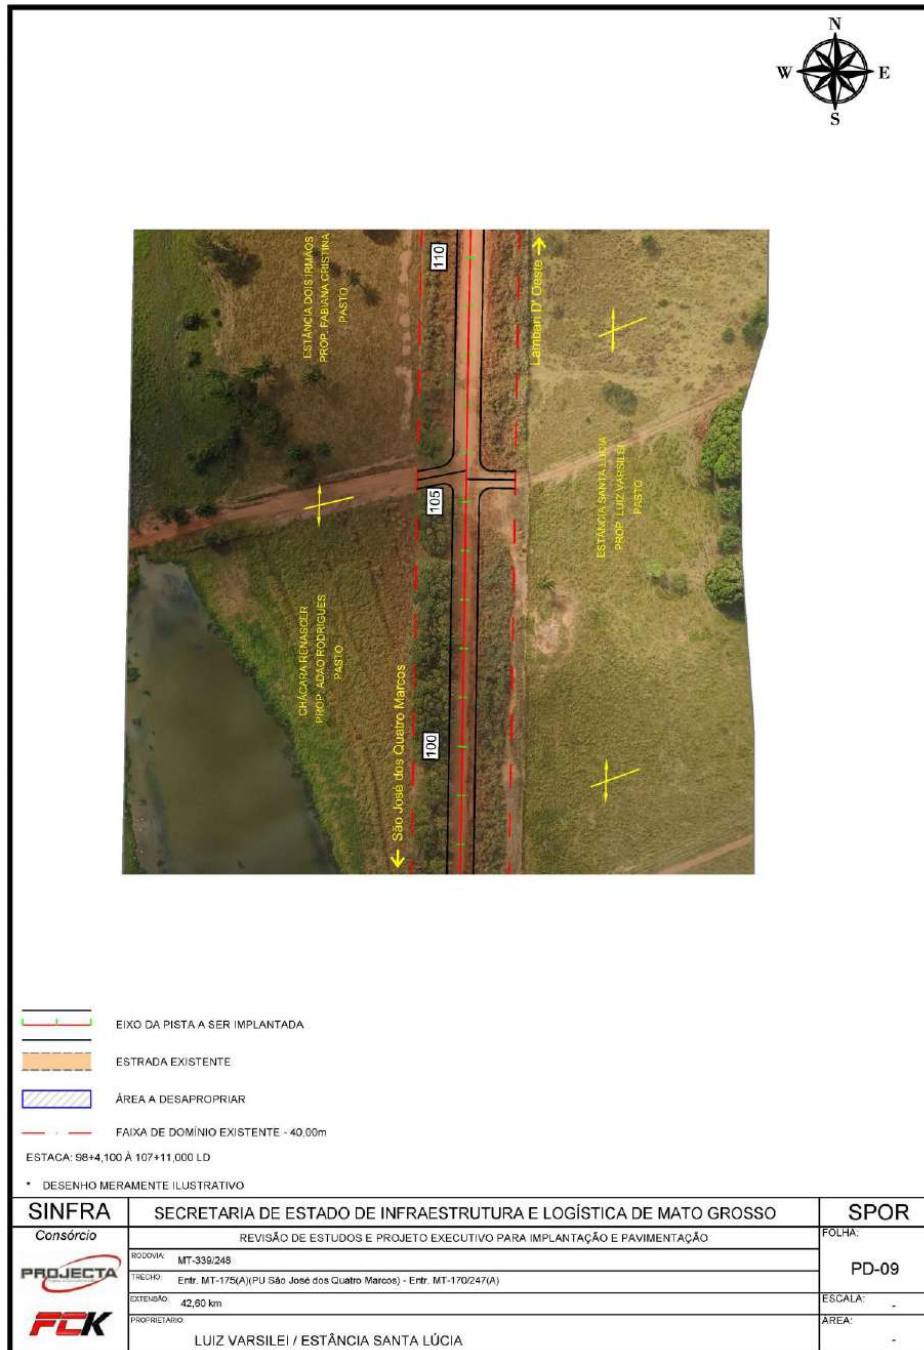 N
W E
S
ESTÂNCIA DOIS IRMÃOS
PROP. FABIANA CRISTINA
PASTO
110
Lambari D' Oeste
105
ESTÂNCIA SANTA LÚCIA
PROP. LUIZ VARSILEI
PASTO
CHÁCARA RENASCER
PROP. ADÃO RODRIGUES
PASTO
100
São José dos Quatro Marcos
EIXO DA PISTA A SER IMPLANTADA
ESTRADA EXISTENTE
ÁREA A DESAPROPRIAR
FAIXA DE DOMÍNIO EXISTENTE - 40,00m
ESTACA: 98+4,100 À 107+11,000 LD
* DESENHO MERAMENTE ILUSTRATIVO
SINFRA
SECRETARIA DE ESTADO DE INFRAESTRUTURA E LOGÍSTICA DE MATO GROSSO
SPOR
Consórcio
PROJECTA
FCK
REVISÃO DE ESTUDOS E PROJETO EXECUTIVO PARA IMPLANTAÇÃO E PAVIMENTAÇÃO
RODOVIA: MT-339/248
TRECHO: Entr. MT-175(A)(PU São José dos Quatro Marcos) - Entr. MT-170/247(A)
EXTENSÃO: 42,60 km
PROPRIETÁRIO:
LUIZ VARSILEI / ESTÂNCIA SANTA LÚCIA
FOLHA:
PD-09
ESCALA: -
ÁREA:
-